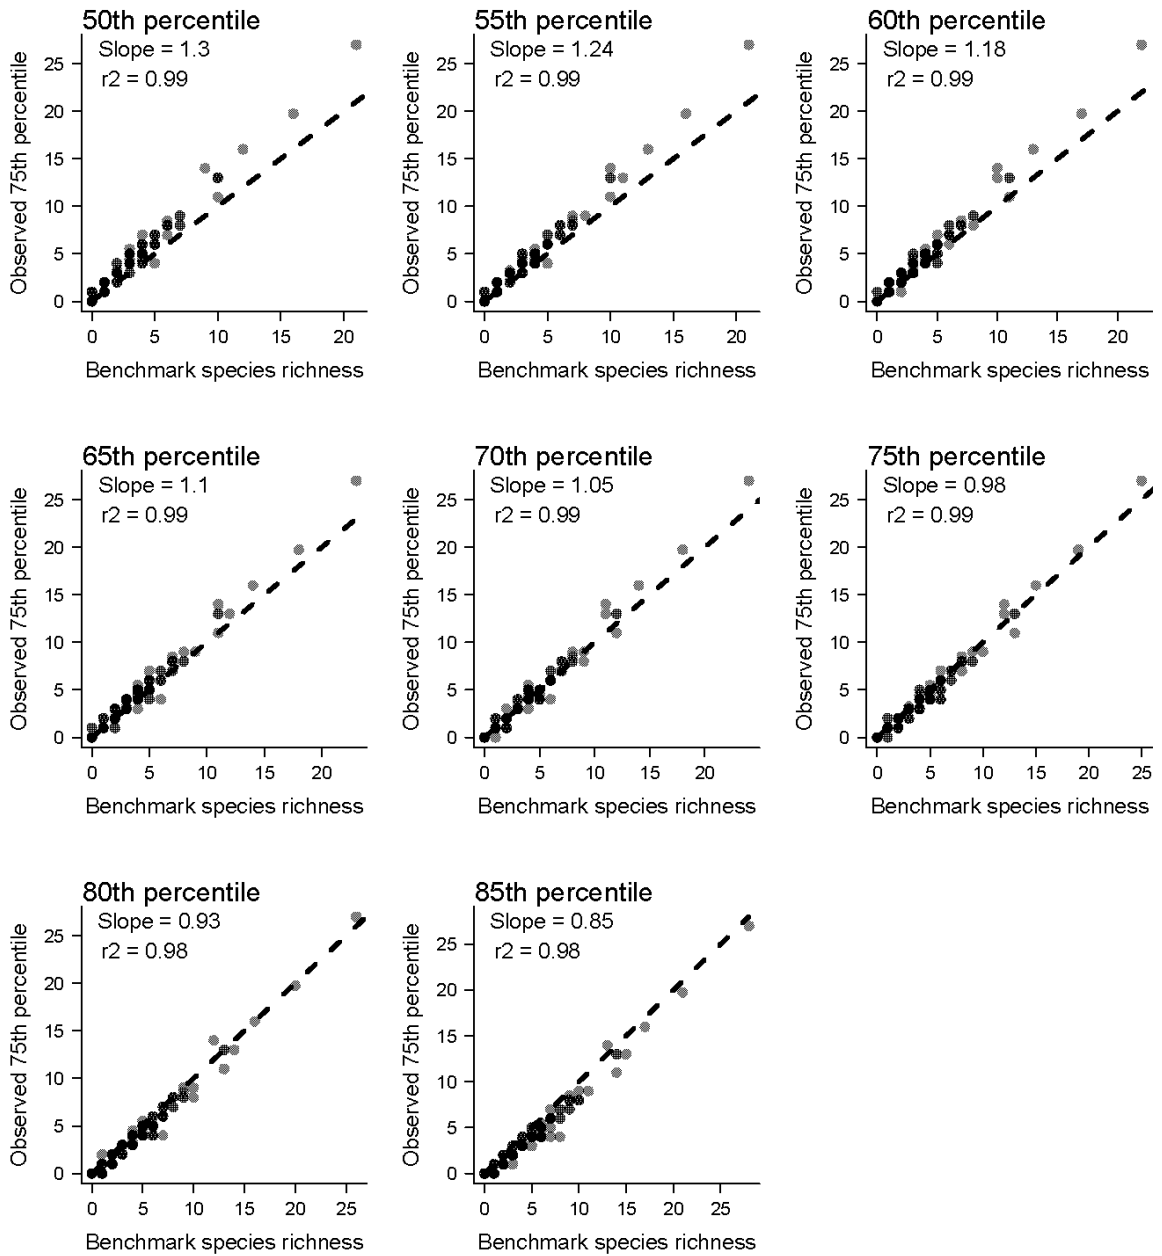 50th percentile
Slope = 1.3
r2 = 0.99
Observed 75th percentile
25
20
15
10
5
0
0 5 10 15 20
Benchmark species richness
55th percentile
Slope = 1.24
r2 = 0.99
Observed 75th percentile
25
20
15
10
5
0
0 5 10 15 20
Benchmark species richness
60th percentile
Slope = 1.18
r2 = 0.99
Observed 75th percentile
25
20
15
10
5
0
0 5 10 15 20
Benchmark species richness
65th percentile
Slope = 1.1
r2 = 0.99
Observed 75th percentile
25
20
15
10
5
0
0 5 10 15 20
Benchmark species richness
70th percentile
Slope = 1.05
r2 = 0.99
Observed 75th percentile
25
20
15
10
5
0
0 5 10 15 20
Benchmark species richness
75th percentile
Slope = 0.98
r2 = 0.99
Observed 75th percentile
25
20
15
10
5
0
0 5 10 15 20 25
Benchmark species richness
80th percentile
Slope = 0.93
r2 = 0.98
Observed 75th percentile
25
20
15
10
5
0
0 5 10 15 20 25
Benchmark species richness
85th percentile
Slope = 0.85
r2 = 0.98
Observed 75th percentile
25
20
15
10
5
0
0 5 10 15 20 25
Benchmark species richness